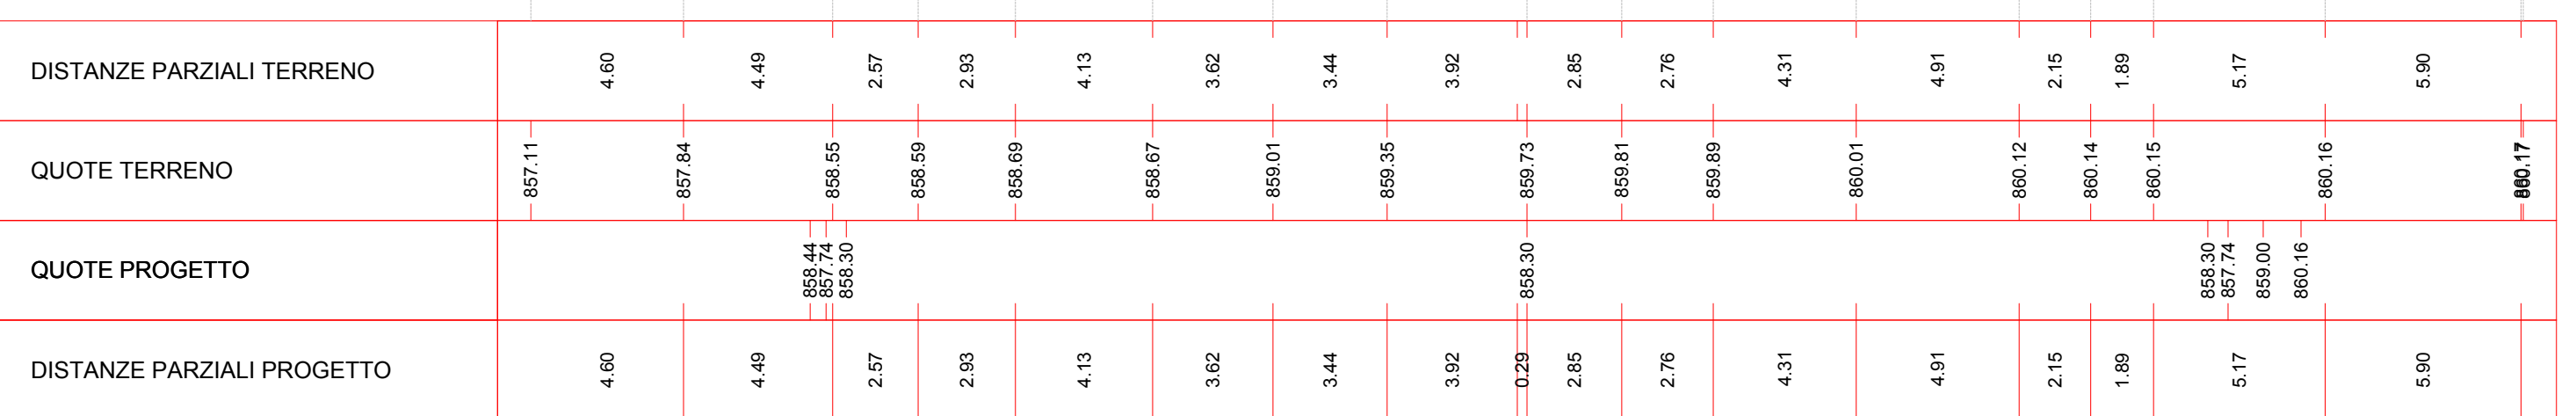 DISTANZE PARZIALI TERRENO 4.60 4.49 2.57 2.93 4.13 3.62 3.44 3.92 2.85 2.76 4.31 4.91 2.15 1.89 5.17 5.90
QUOTE TERRENO 857.11 857.84 858.55 858.59 858.69 858.67 859.01 859.35 859.73 859.81 859.89 860.01 860.12 860.14 860.15 860.16 860.17
QUOTE PROGETTO 858.44 857.74 858.30 858.30 858.30 857.74 859.00 860.16
DISTANZE PARZIALI PROGETTO 4.60 4.49 2.57 2.93 4.13 3.62 3.44 3.92 0.29 2.85 2.76 4.31 4.91 2.15 1.89 5.17 5.90